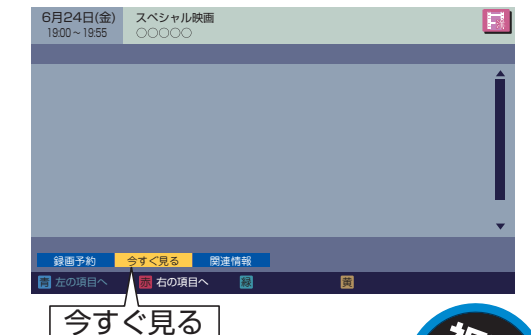 6月24日(金) スペシャル映画
19:00～19:55 ○○○○○
録画予約 今すぐ見る 関連情報
青 左の項目へ 赤 右の項目へ 緑 黄
今すぐ見る